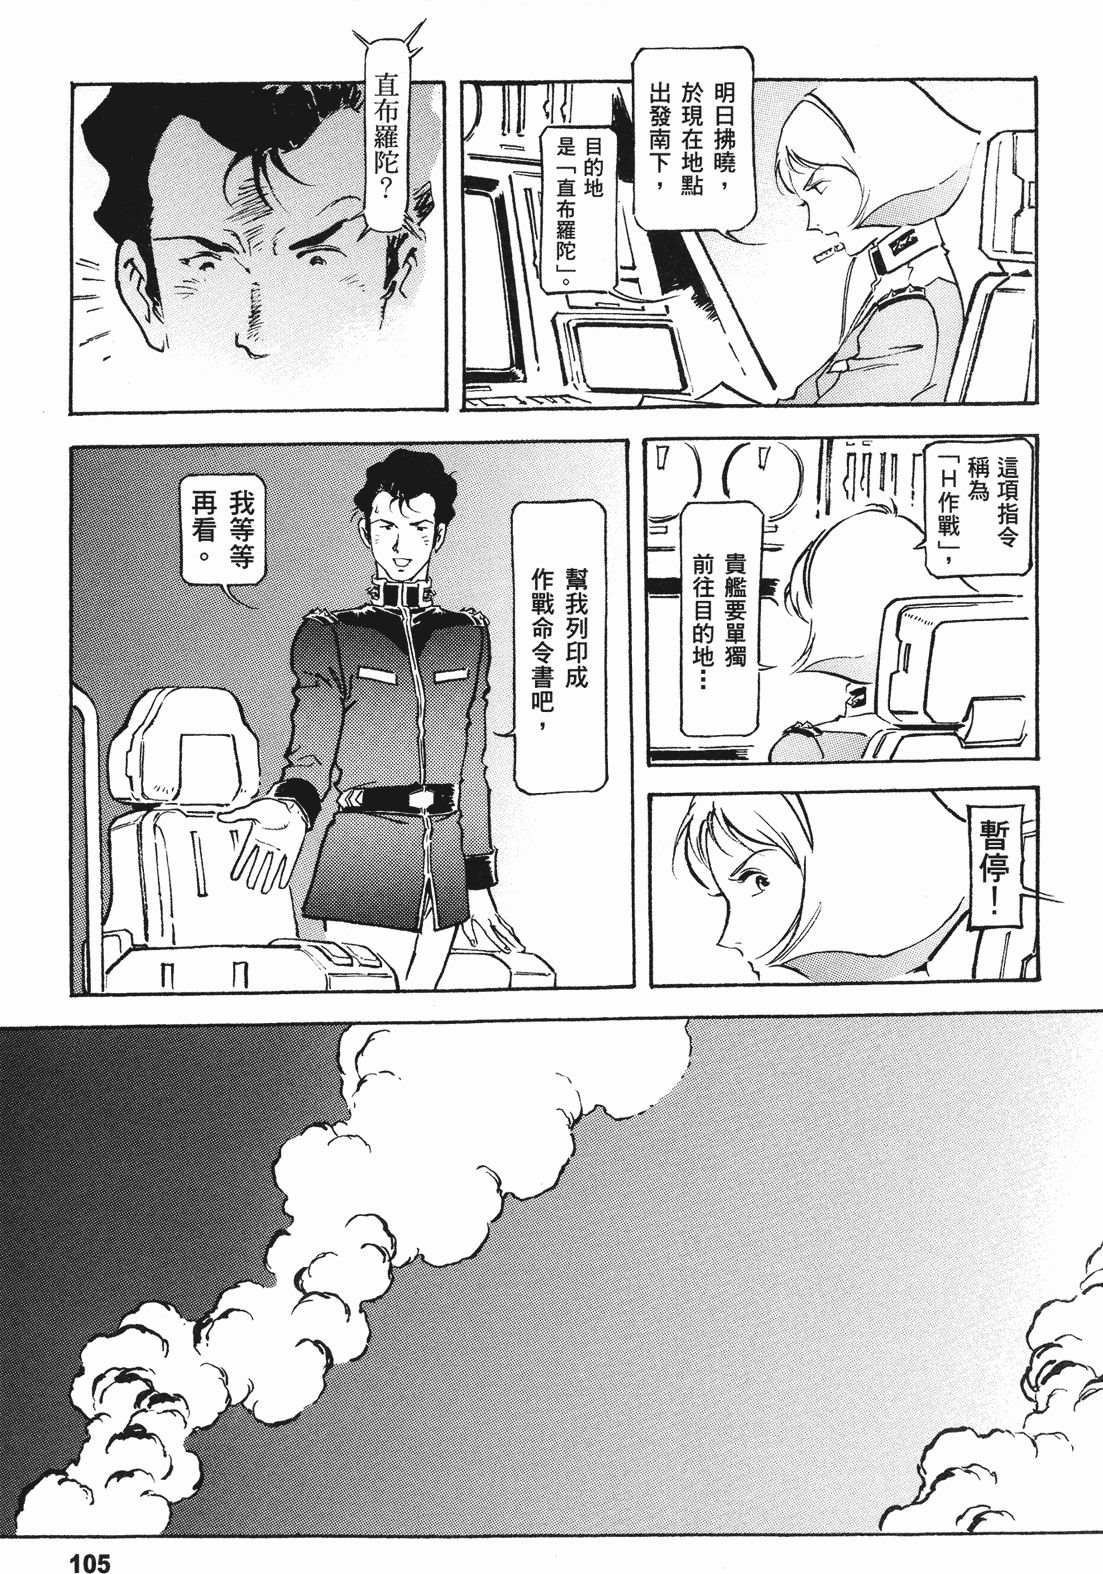 明日拂曉，
於現在地點
出發南下，
目的地
是「直布羅陀」。
直布羅陀？
這項指令
稱為
「Ｈ作戰」，
貴艦要單獨
前往目的地…
暫停！
幫我列印成
作戰命令書吧，
我等等
再看。
105